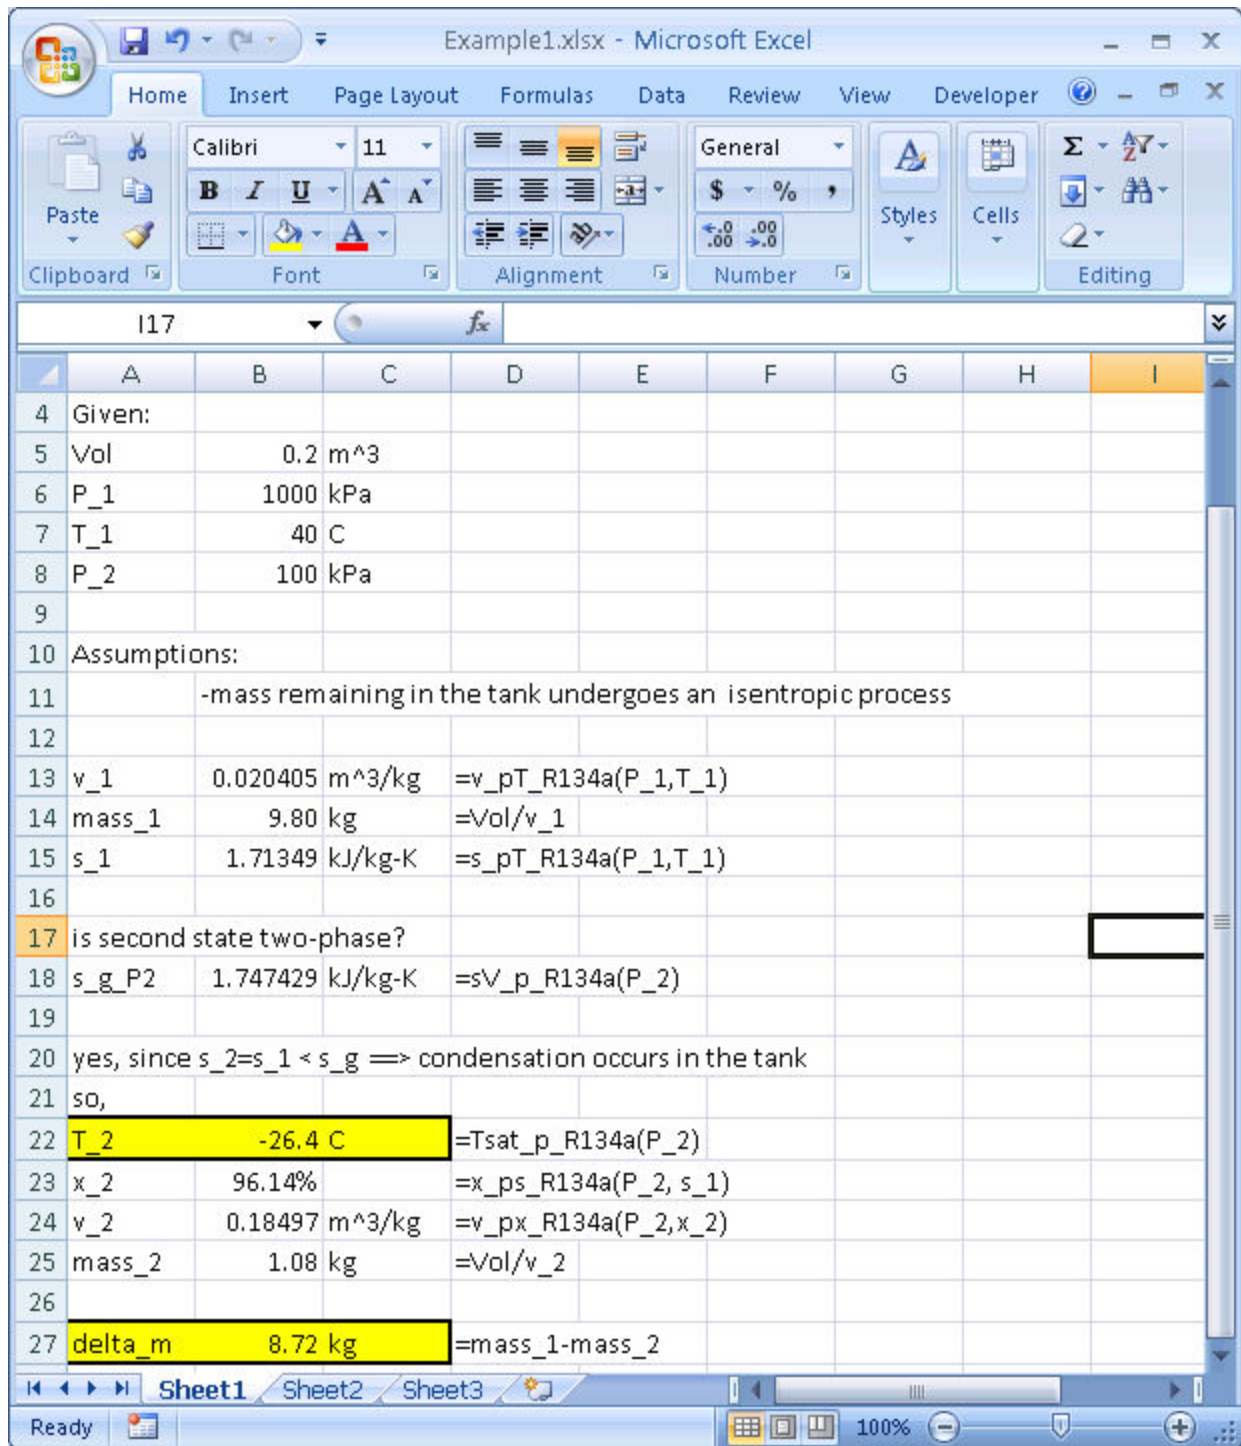 Example1.xlsx - Microsoft Excel
Home Insert Page Layout Formulas Data Review View Developer
Calibri 11 General
B I U A A $ % ,
Paste Styles Cells
Clipboard Font Alignment Number Editing
I17 fx
A B C D E F G H I
4 Given:
5 Vol 0.2 m^3
6 P_1 1000 kPa
7 T_1 40 C
8 P_2 100 kPa
9
10 Assumptions:
11 -mass remaining in the tank undergoes an isentropic process
12
13 v_1 0.020405 m^3/kg =v_pT_R134a(P_1,T_1)
14 mass_1 9.80 kg =Vol/v_1
15 s_1 1.71349 kJ/kg-K =s_pT_R134a(P_1,T_1)
16
17 is second state two-phase?
18 s_g_P2 1.747429 kJ/kg-K =sV_p_R134a(P_2)
19
20 yes, since s_2=s_1 < s_g ==> condensation occurs in the tank
21 so,
22 T_2 -26.4 C =Tsat_p_R134a(P_2)
23 x_2 96.14% =x_ps_R134a(P_2, s_1)
24 v_2 0.18497 m^3/kg =v_px_R134a(P_2,x_2)
25 mass_2 1.08 kg =Vol/v_2
26
27 delta_m 8.72 kg =mass_1-mass_2
Sheet1 Sheet2 Sheet3
Ready 100%